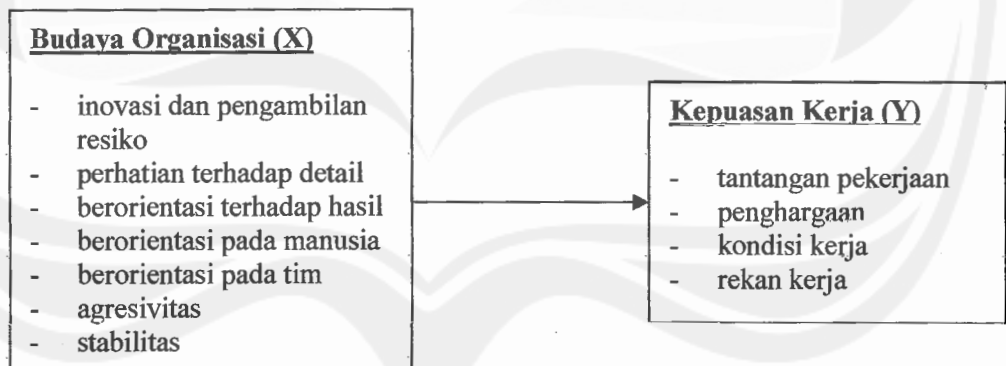 Budaya Organisasi (X)
- inovasi dan pengambilan
resiko
- perhatian terhadap detail
- berorientasi terhadap hasil
- berorientasi pada manusia
- berorientasi pada tim
- agresivitas
- stabilitas
Kepuasan Kerja (Y)
- tantangan pekerjaan
- penghargaan
- kondisi kerja
- rekan kerja